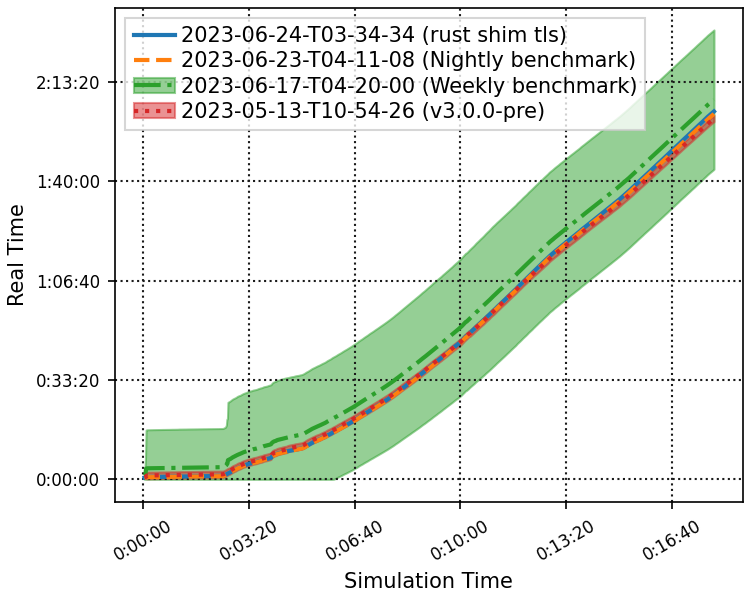 2023-06-24-T03-34-34 (rust shim tls)
2023-06-23-T04-11-08 (Nightly benchmark)
2023-06-17-T04-20-00 (Weekly benchmark)
2023-05-13-T10-54-26 (v3.0.0-pre)
2:13:20
1:40:00
1:06:40
0:33:20
0:00:00
Real Time
0:00:00
0:03:20
0:06:40
0:10:00
0:13:20
0:16:40
Simulation Time